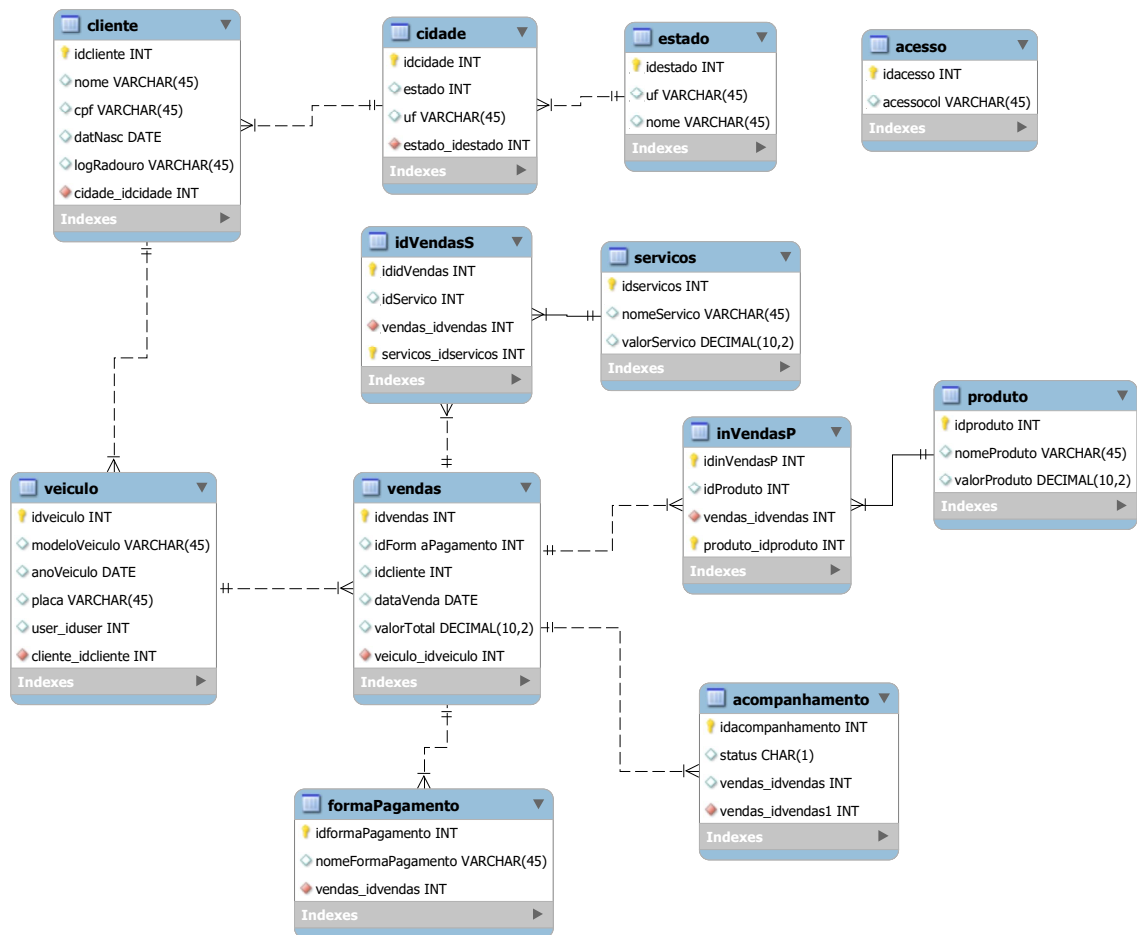 cliente
idcliente INT
nome VARCHAR(45)
cpf VARCHAR(45)
datNasc DATE
logRadouro VARCHAR(45)
cidade_idcidade INT
Indexes
cidade
idcidade INT
estado INT
uf VARCHAR(45)
estado_idestado INT
Indexes
estado
idestado INT
uf VARCHAR(45)
nome VARCHAR(45)
Indexes
acesso
idacesso INT
acessocol VARCHAR(45)
Indexes
idVendasS
ididVendas INT
idServico INT
vendas_idvendas INT
servicos_idservicos INT
Indexes
servicos
idservicos INT
nomeServico VARCHAR(45)
valorServico DECIMAL(10,2)
Indexes
produto
idproduto INT
nomeProduto VARCHAR(45)
valorProduto DECIMAL(10,2)
Indexes
inVendasP
idinVendasP INT
idProduto INT
vendas_idvendas INT
produto_idproduto INT
Indexes
veiculo
idveiculo INT
modeloVeiculo VARCHAR(45)
anoVeiculo DATE
placa VARCHAR(45)
user_iduser INT
cliente_idcliente INT
Indexes
vendas
idvendas INT
idForm aPagamento INT
idcliente INT
dataVenda DATE
valorTotal DECIMAL(10,2)
veiculo_idveiculo INT
Indexes
acompanhamento
idacompanhamento INT
status CHAR(1)
vendas_idvendas INT
vendas_idvendas1 INT
Indexes
formaPagamento
idformaPagamento INT
nomeFormaPagamento VARCHAR(45)
vendas_idvendas INT
Indexes